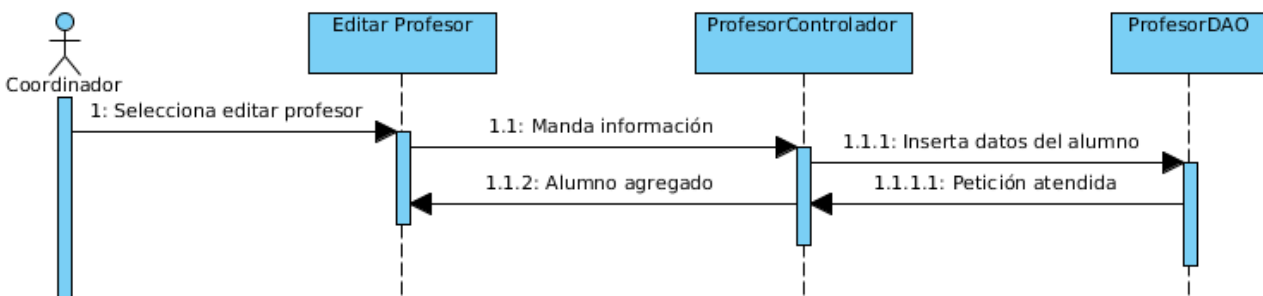 Editar Profesor
ProfesorControlador
ProfesorDAO
Coordinador
1: Selecciona editar profesor
1.1: Manda información
1.1.1: Inserta datos del alumno
1.1.2: Alumno agregado
1.1.1.1: Petición atendida